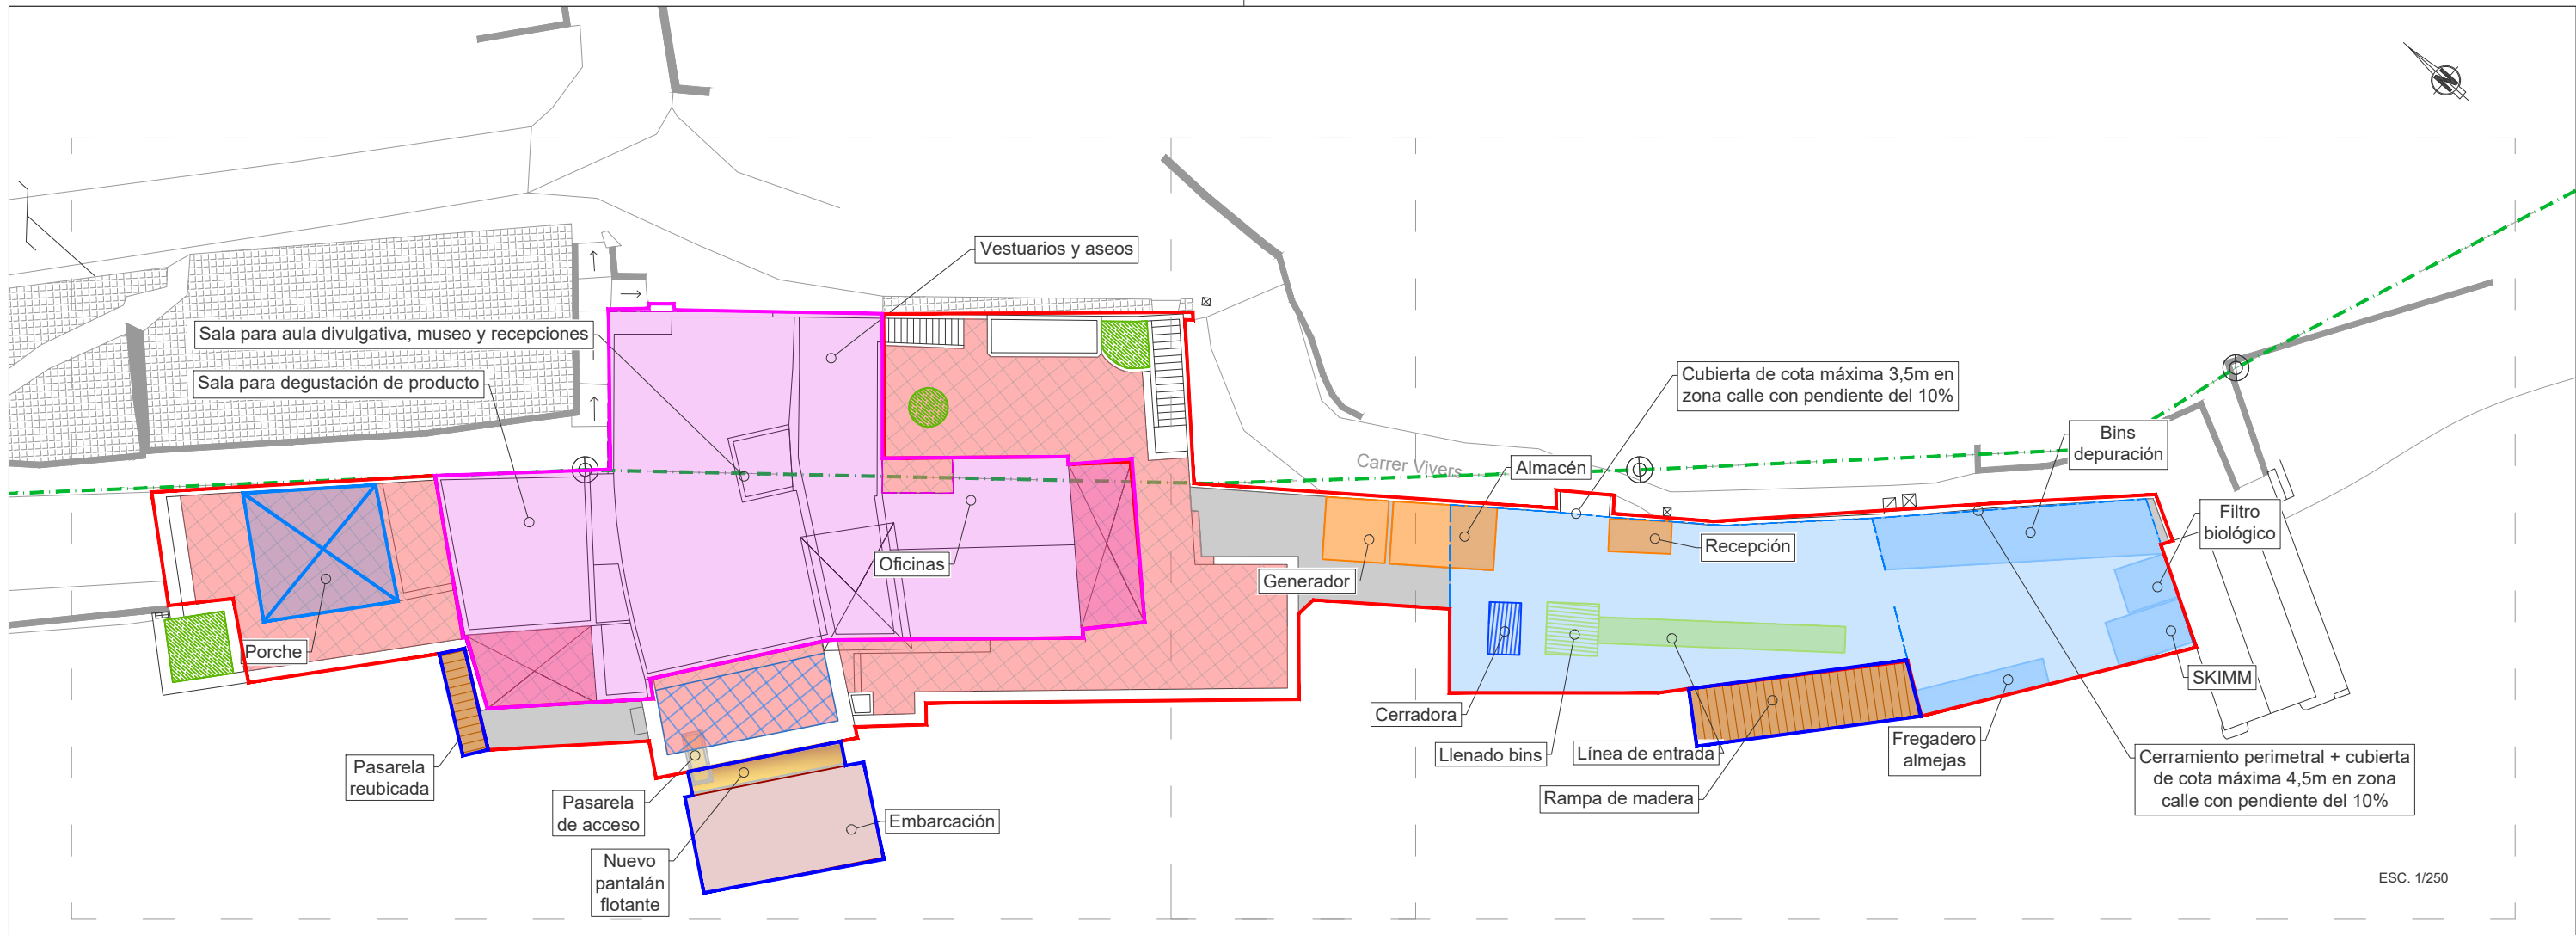 N
Vestuarios y aseos
Sala para aula divulgativa, museo y recepciones
Sala para degustación de producto
Cubierta de cota máxima 3,5m en
zona calle con pendiente del 10%
Carrer Vivers
Almacén
Bins
depuración
Filtro
biológico
Oficinas
Generador
Recepción
Porche
SKIMM
Cerradora
Llenado bins
Línea de entrada
Fregadero
almejas
Cerramiento perimetral + cubierta
de cota máxima 4,5m en zona
calle con pendiente del 10%
Pasarela
reubicada
Rampa de madera
Pasarela
de acceso
Embarcación
Nuevo
pantalán
flotante
ESC. 1/250